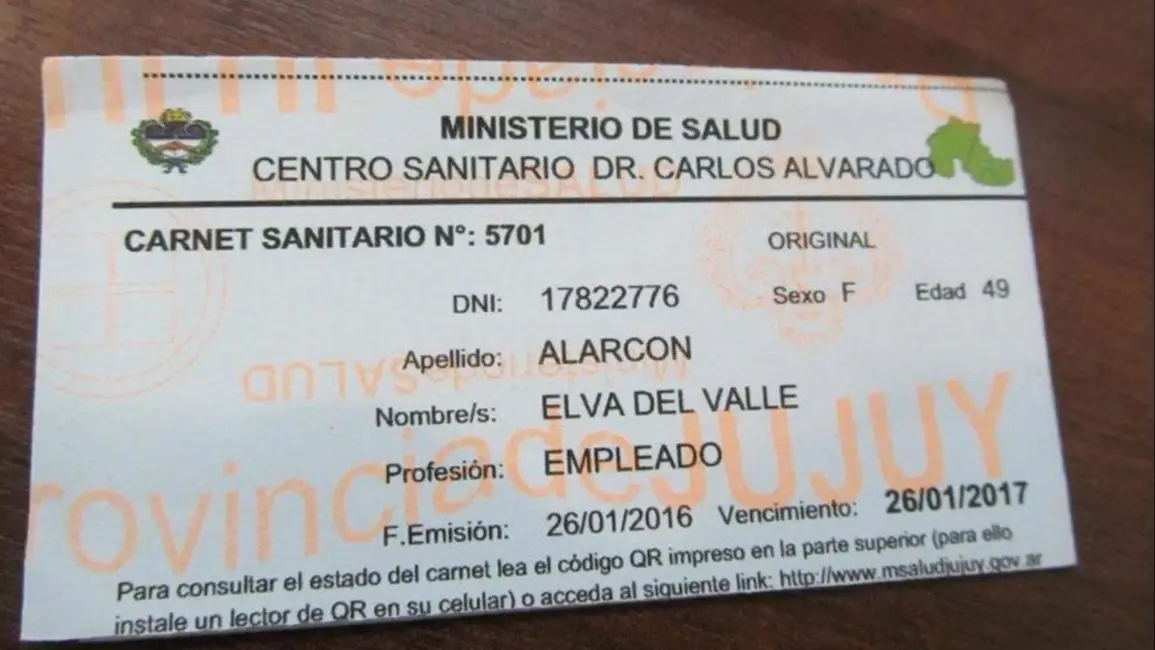 MINISTERIO DE SALUD
CENTRO SANITARIO DR. CARLOS ALVARADO
CARNET SANITARIO N°: 5701 ORIGINAL
DNI: 17822776 Sexo F Edad 49
Apellido: ALARCON
Nombre/s: ELVA DEL VALLE
Profesión: EMPLEADO
F.Emisión: 26/01/2016 Vencimiento: 26/01/2017
Para consultar el estado del carnet lea el código QR impreso en la parte superior (para ello
instale un lector de QR en su celular) o acceda al siguiente link: http://www.msaludjujuy.gov.ar
MinisteriodeSALUD
MinisteriodeSALUD
rovinciadeJUJUY